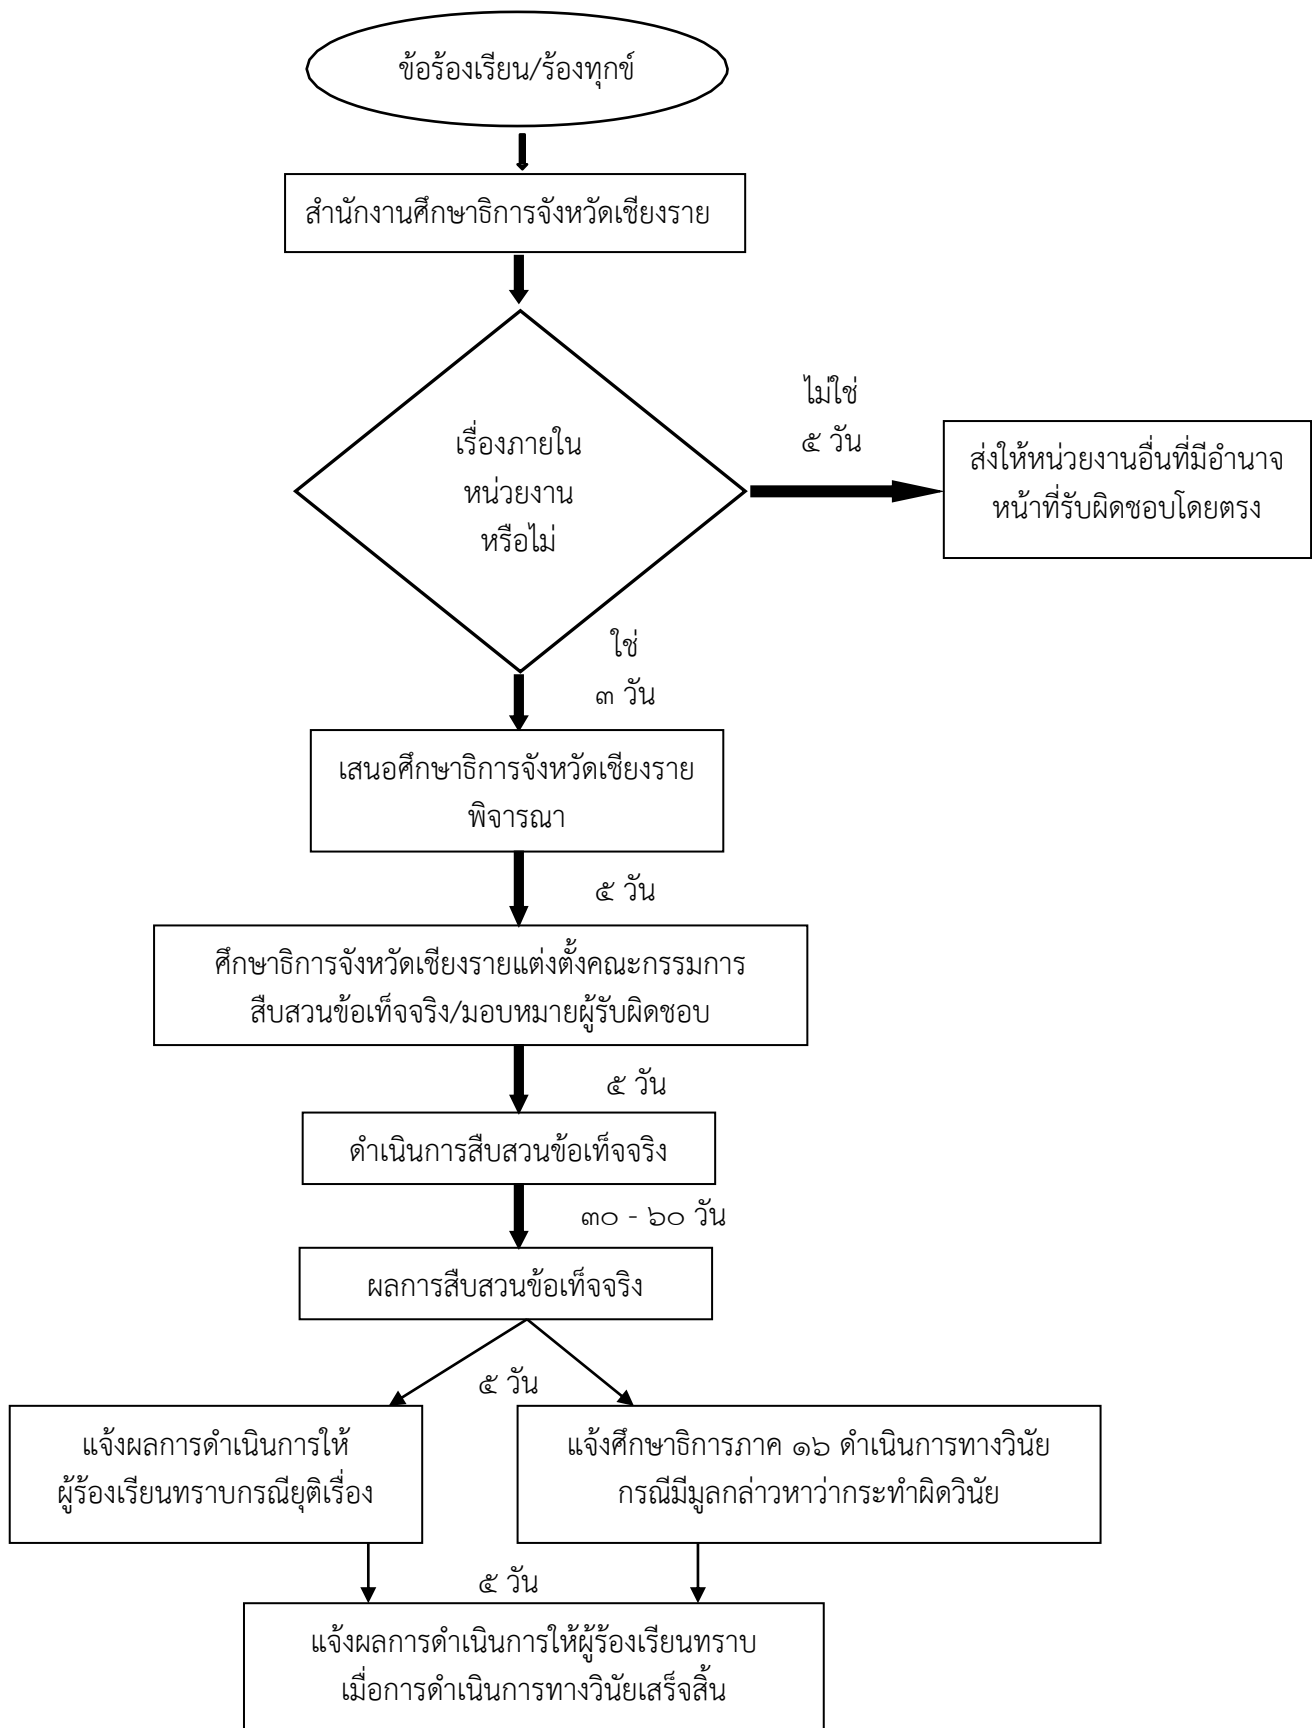 ข้อร้องเรียน/ร้องทุกข์
สำนักงานศึกษาธิการจังหวัดเชียงราย
เรื่องภายใน
หน่วยงาน
หรือไม่
ไม่ใช่
๕ วัน
ส่งให้หน่วยงานอื่นที่มีอำนาจ
หน้าที่รับผิดชอบโดยตรง
ใช่
๓ วัน
เสนอศึกษาธิการจังหวัดเชียงราย
พิจารณา
๕ วัน
ศึกษาธิการจังหวัดเชียงรายแต่งตั้งคณะกรรมการ
สืบสวนข้อเท็จจริง/มอบหมายผู้รับผิดชอบ
๕ วัน
ดำเนินการสืบสวนข้อเท็จจริง
๓๐ - ๖๐ วัน
ผลการสืบสวนข้อเท็จจริง
๕ วัน
แจ้งผลการดำเนินการให้
ผู้ร้องเรียนทราบกรณียุติเรื่อง
แจ้งศึกษาธิการภาค ๑๖ ดำเนินการทางวินัย
กรณีมีมูลกล่าวหาว่ากระทำผิดวินัย
๕ วัน
แจ้งผลการดำเนินการให้ผู้ร้องเรียนทราบ
เมื่อการดำเนินการทางวินัยเสร็จสิ้น